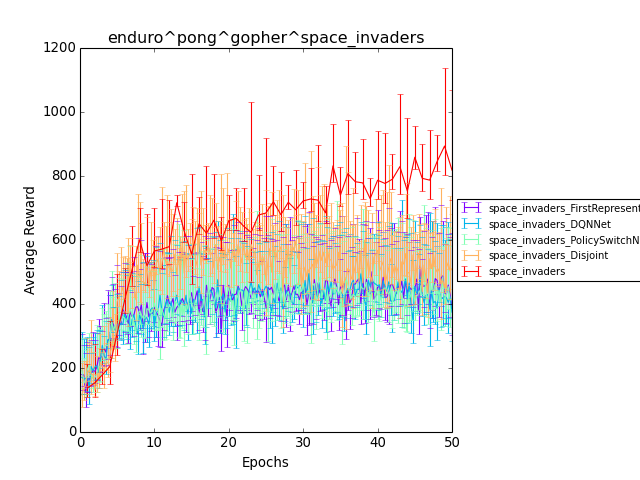 enduro^pong^gopher^space_invaders
1200
1000
800
600
400
200
0
Average Reward
0 10 20 30 40 50
Epochs
space_invaders_FirstRepresent
space_invaders_DQNNet
space_invaders_PolicySwitchN
space_invaders_Disjoint
space_invaders